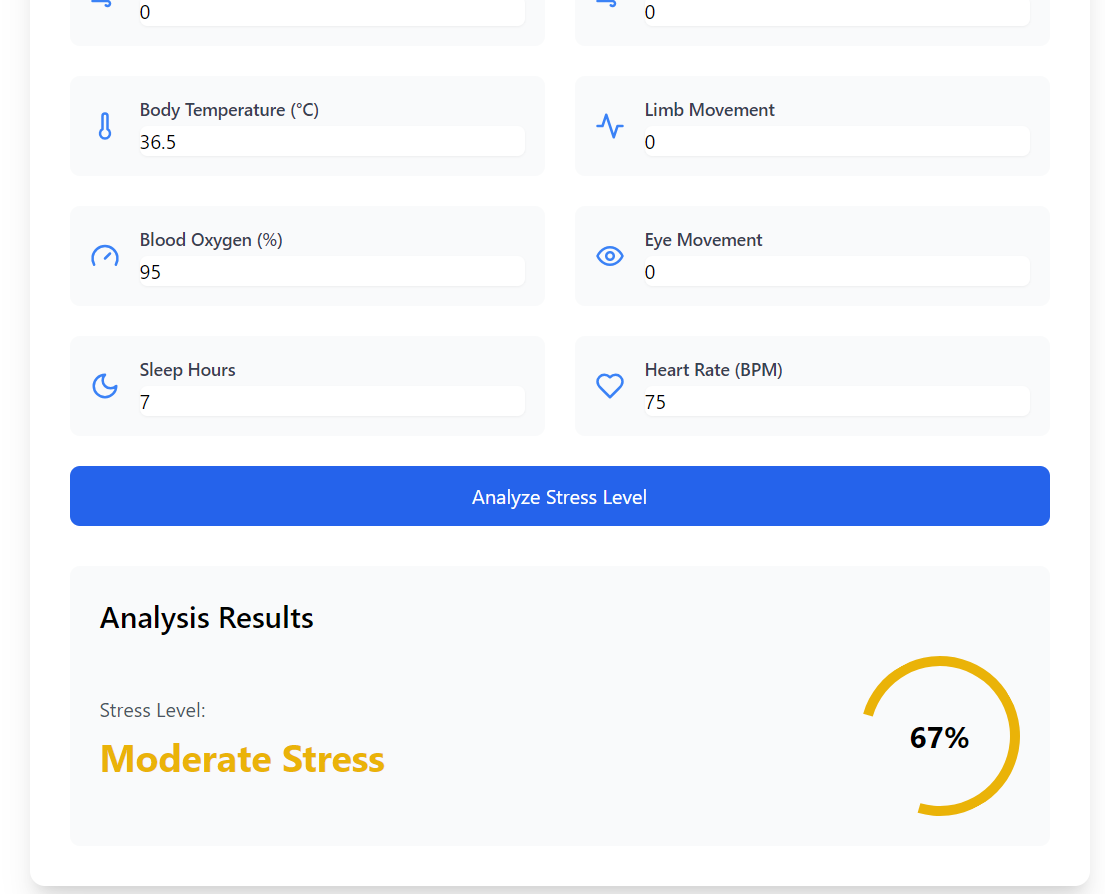 0
0
Body Temperature (°C)
36.5
Limb Movement
0
Blood Oxygen (%)
95
Eye Movement
0
Sleep Hours
7
Heart Rate (BPM)
75
Analyze Stress Level
Analysis Results
Stress Level:
Moderate Stress
67%